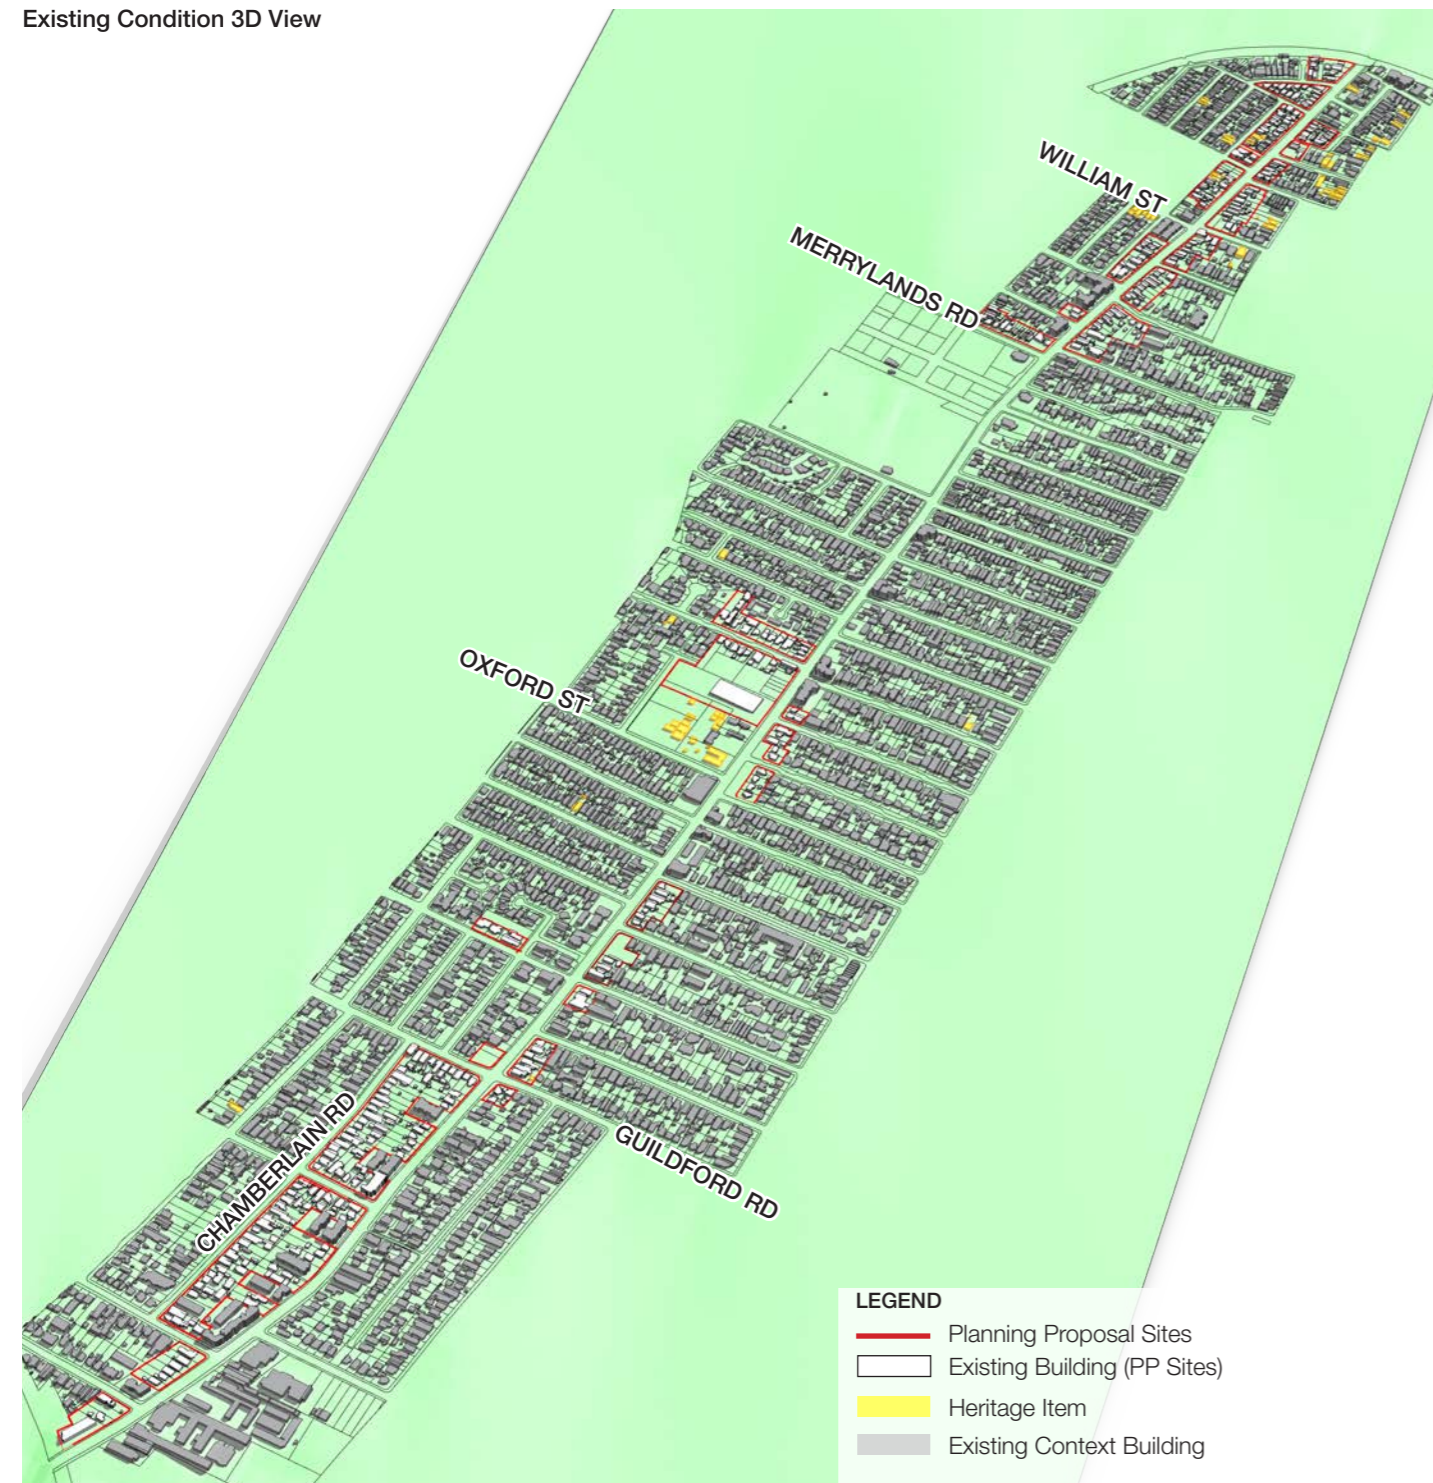 Existing Condition 3D View
WILLIAM ST
MERRYLANDS RD
OXFORD ST
CHAMBERLAIN RD
GUILDFORD RD
LEGEND
Planning Proposal Sites
Existing Building (PP Sites)
Heritage Item
Existing Context Building